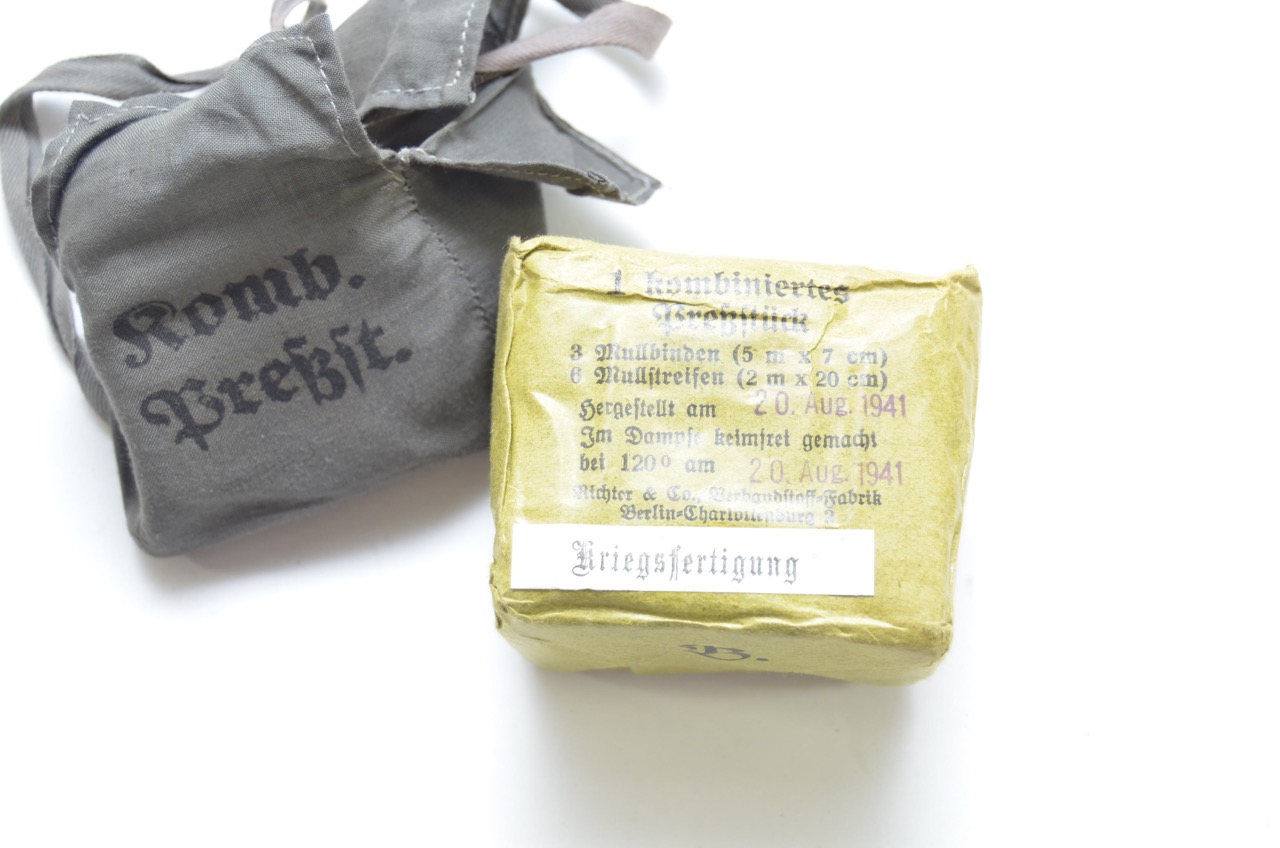 Komb.
Preßst.
1 kombiniertes
Preßstück
3 Mullbinden (5 m x 7 cm)
6 Mullstreifen (2 m x 20 cm)
Hergestellt am 20. Aug. 1941
Im Dampfe keimfrei gemacht
bei 120° am 20. Aug. 1941
Richter & Co., Verbandstoff-Fabrik
Berlin-Charlottenburg 2
Kriegsfertigung
B.